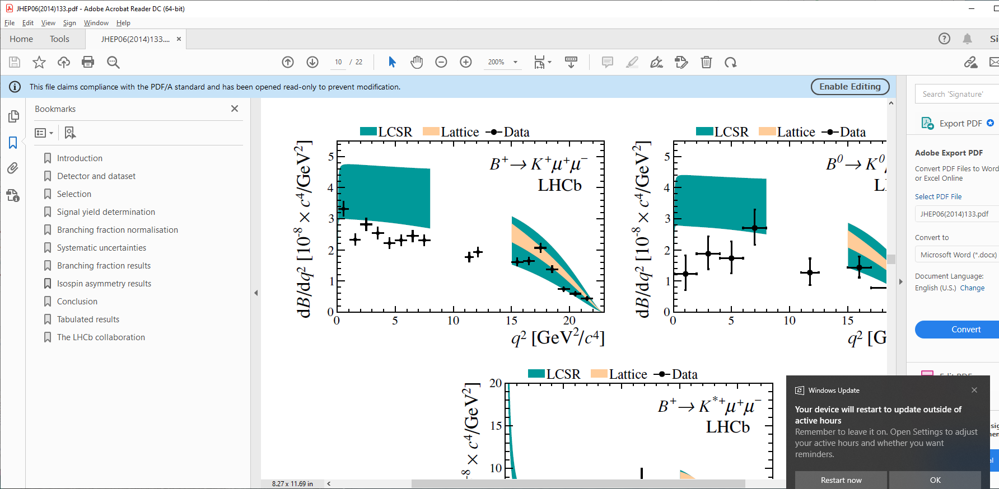 JHEP06(2014)133.pdf - Adobe Acrobat Reader DC (64-bit)
File Edit View Sign Window Help
Home Tools JHEP06(2014)133....
10 / 22
200%
This file claims compliance with the PDF/A standard and has been opened read-only to prevent modification.
Enable Editing
Bookmarks
Introduction
Detector and dataset
Selection
Signal yield determination
Branching fraction normalisation
Systematic uncertainties
Branching fraction results
Isospin asymmetry results
Conclusion
Tabulated results
The LHCb collaboration
LCSR Lattice Data
dB/dq² [10⁻⁸ × c⁴/GeV²]
5
4
3
2
1
0
B⁺→ K⁺μ⁺μ⁻
LHCb
0 5 10 15 20
q² [GeV²/c⁴]
LCSR Lattice Data
dB/dq² [10⁻⁸ × c⁴/GeV²]
5
4
3
2
1
0
B⁰→ K⁰
0 5 10 15
q² [G
LCSR Lattice Data
⁻⁸ × c⁴/GeV²]
20
15
10
B⁺→ K*⁺μ⁺μ⁻
LHCb
8.27 x 11.69 in
Search 'Signature'
Export PDF
Adobe Export PDF
Convert PDF Files to Word
or Excel Online
Select PDF File
JHEP06(2014)133.pdf
Convert to
Microsoft Word (*.docx)
Document Language:
English (U.S.) Change
Convert
Windows Update
Your device will restart to update outside of
active hours
Remember to leave it on. Open Settings to adjust
your active hours and whether you want
reminders.
Restart now OK